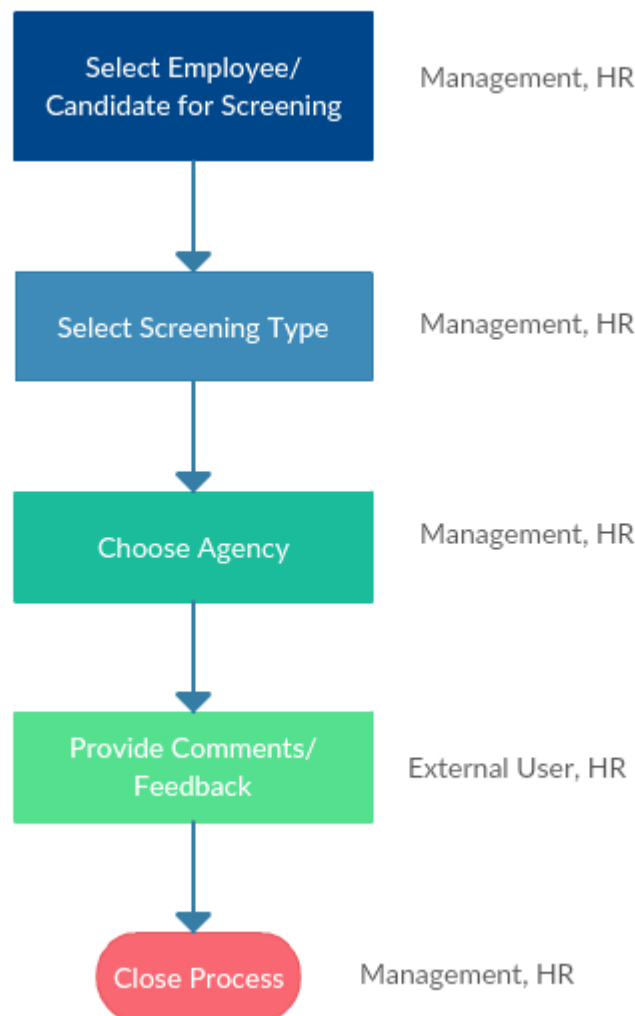 Select Employee/
Candidate for Screening
Management, HR
Select Screening Type
Management, HR
Choose Agency
Management, HR
Provide Comments/
Feedback
External User, HR
Close Process
Management, HR